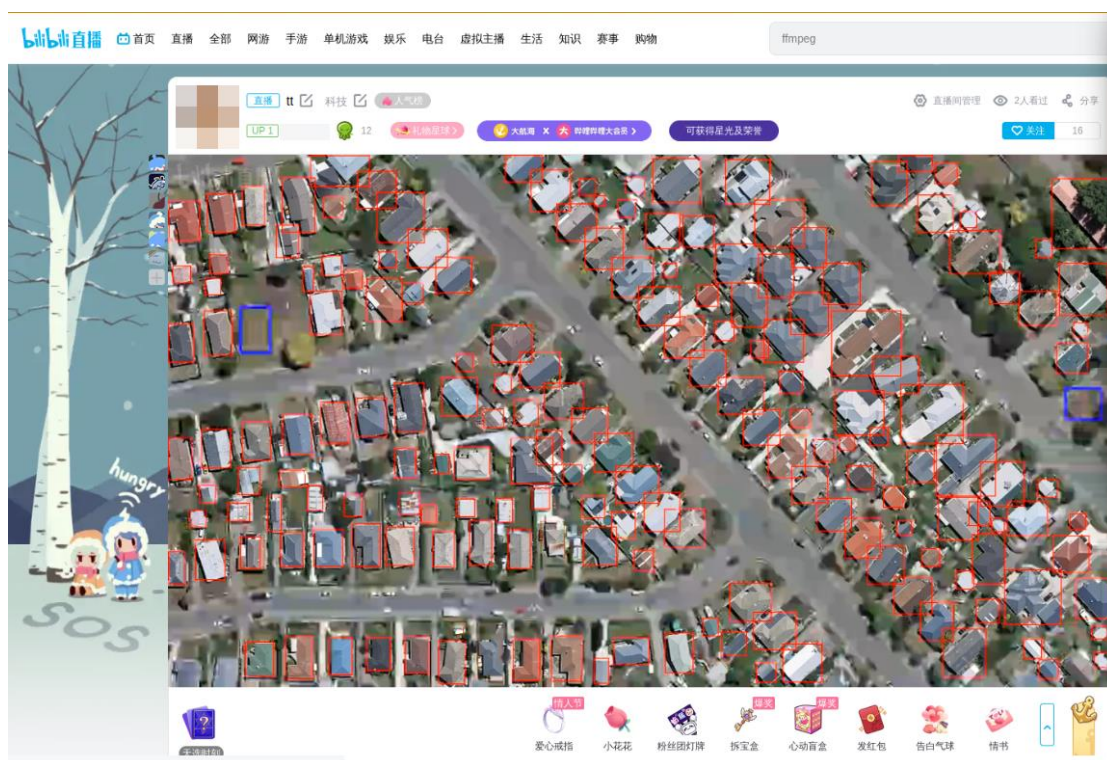 bilibili直播 首页 直播 全部 网游 手游 单机游戏 娱乐 电台 虚拟主播 生活 知识 赛事 购物 ffmpeg
直播 tt 科技 人气榜 直播间管理 2人看过 分享
UP 1 12 礼物星球 大航海 X 哔哩哔哩大会员 可获得星光及荣誉 关注 16
hungry
SOS
情人节 爆奖 爆奖
爱心戒指 小花花 粉丝团灯牌 拆宝盒 心动盲盒 发红包 告白气球 情书